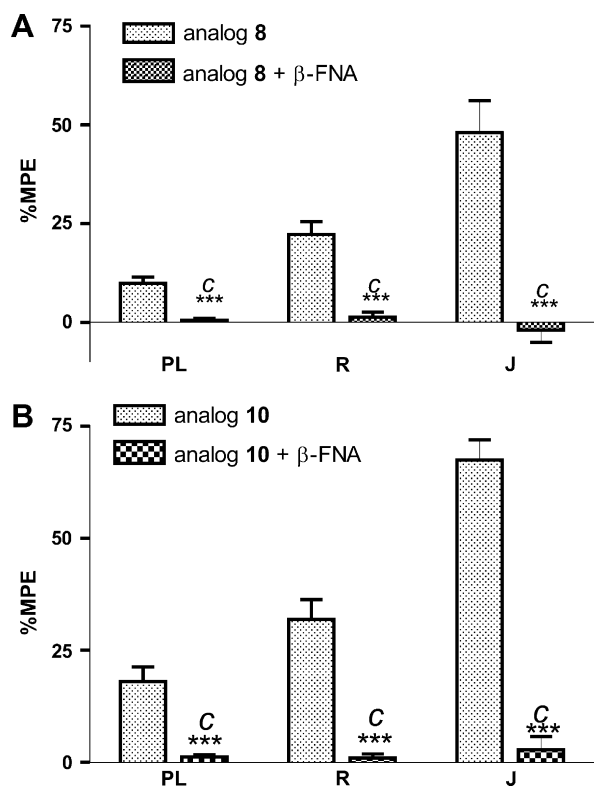 A
75
analog 8
analog 8 + β-FNA
50
%MPE
25
C
***
C
***
C
***
0
PL R J
B
75
analog 10
analog 10 + β-FNA
50
%MPE
25
C
***
C
***
C
***
0
PL R J